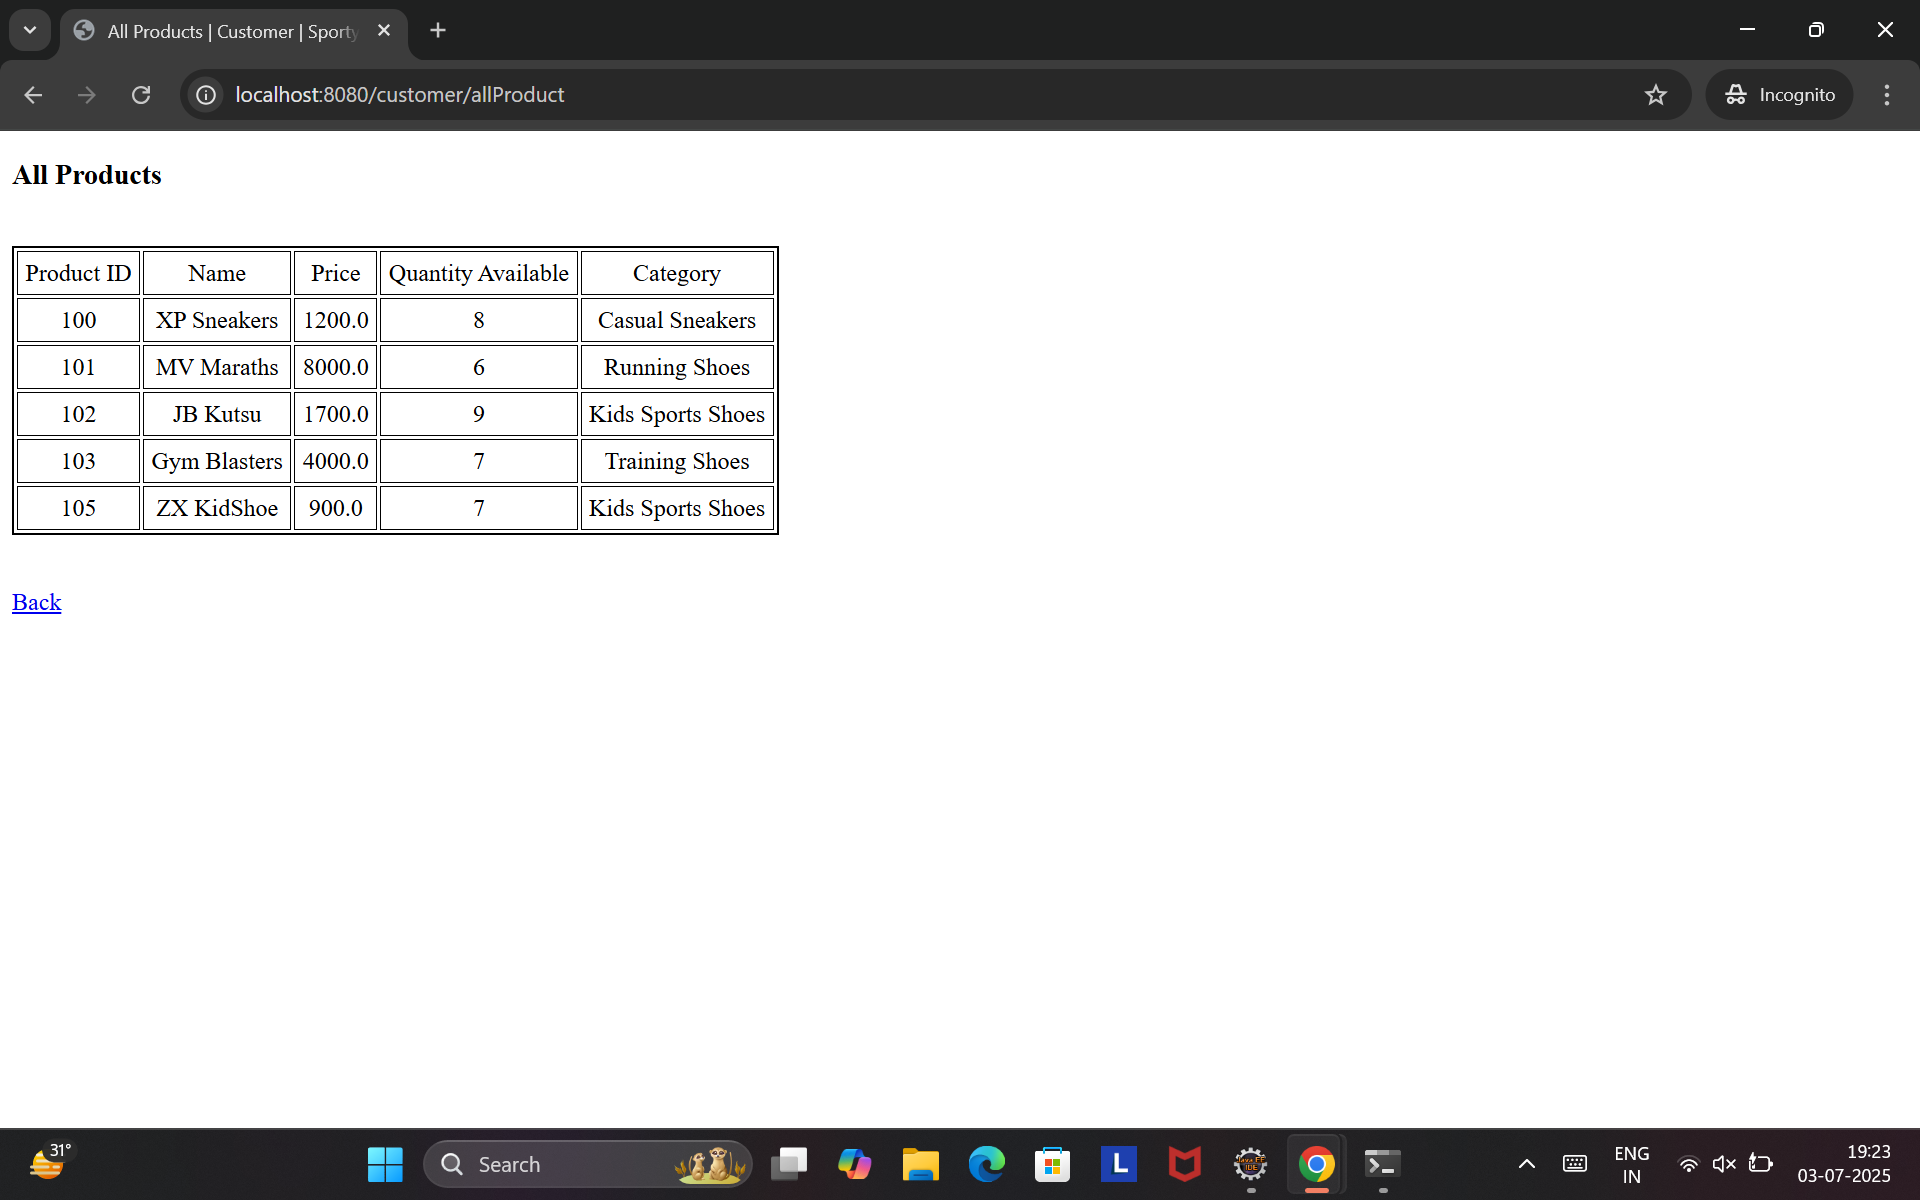 All Products | Customer | Sporty
localhost:8080/customer/allProduct
Incognito
All Products
Product ID Name Price Quantity Available Category
100 XP Sneakers 1200.0 8 Casual Sneakers
101 MV Maraths 8000.0 6 Running Shoes
102 JB Kutsu 1700.0 9 Kids Sports Shoes
103 Gym Blasters 4000.0 7 Training Shoes
105 ZX KidShoe 900.0 7 Kids Sports Shoes
Back
31°
Search
L
Java EE
IDE
ENG
IN
19:23
03-07-2025